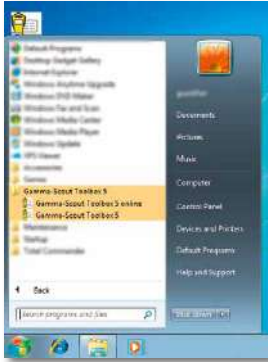 Default Programs
Desktop Gadget Gallery
Internet Explorer
Windows Anytime Upgrade
Windows DVD Maker
Windows Fax and Scan
Windows Media Center
Windows Media Player
Windows Update
XPS Viewer
Accessories
Games
Gamma-Scout Toolbox 5
Gamma-Scout Toolbox 5 online
Gamma-Scout Toolbox 5
Maintenance
Startup
Total Commander
Back
Search programs and files
Documents
Pictures
Music
Computer
Control Panel
Devices and Printers
Default Programs
Help and Support
Shut down